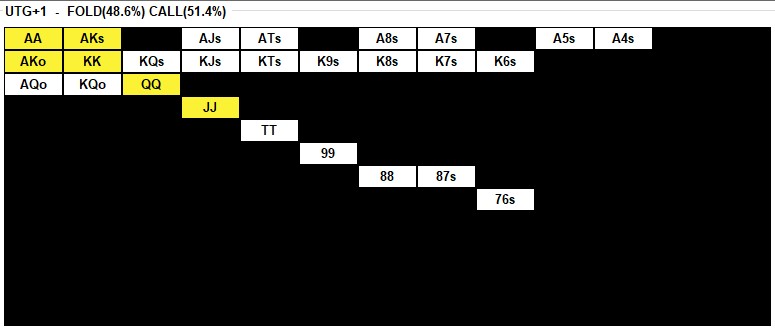 UTG+1 - FOLD(48.6%) CALL(51.4%)
AA AKs AJs ATs A8s A7s A5s A4s
AKo KK KQs KJs KTs K9s K8s K7s K6s
AQo KQo QQ
JJ
TT
99
88 87s
76s